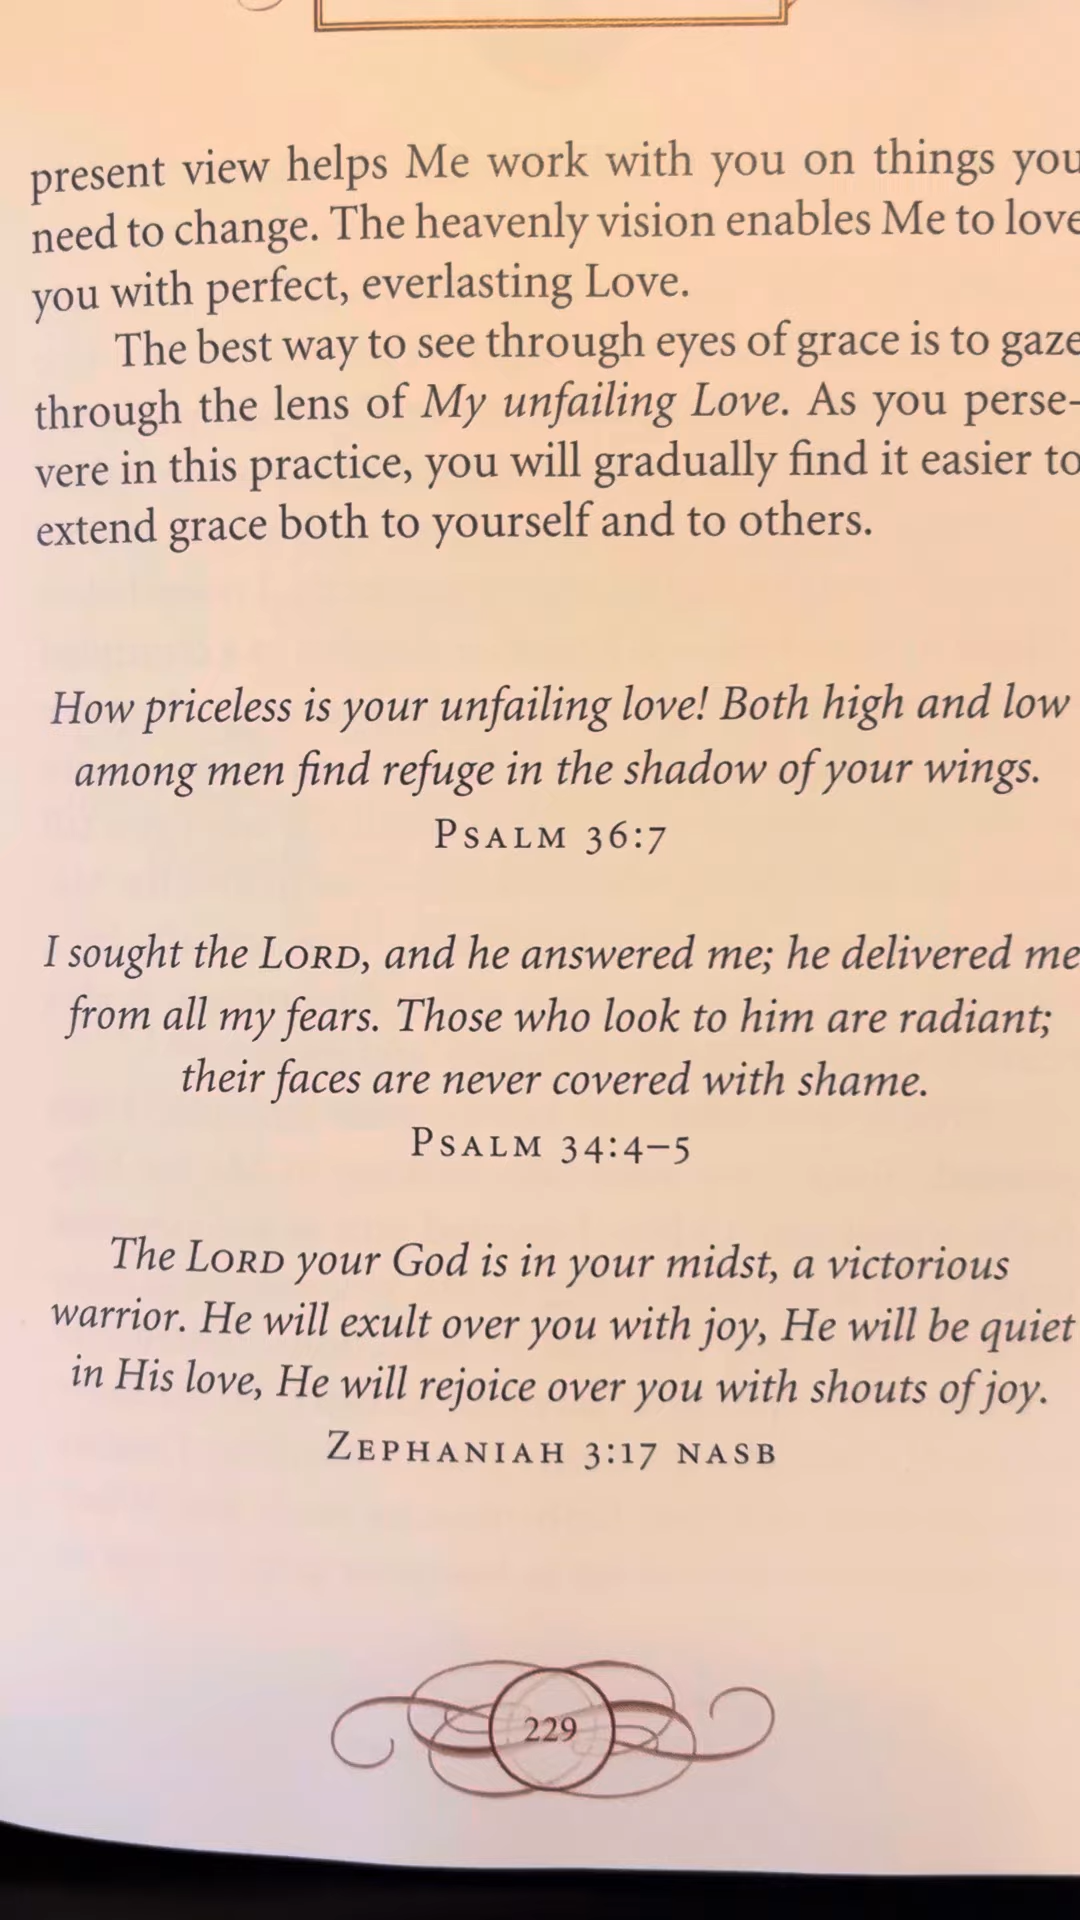 present view helps Me work with you on things you
need to change. The heavenly vision enables Me to love
you with perfect, everlasting Love.
The best way to see through eyes of grace is to gaze
through the lens of My unfailing Love. As you perse-
vere in this practice, you will gradually find it easier to
extend grace both to yourself and to others.
How priceless is your unfailing love! Both high and low
among men find refuge in the shadow of your wings.
PSALM 36:7
I sought the LORD, and he answered me; he delivered me
from all my fears. Those who look to him are radiant;
their faces are never covered with shame.
PSALM 34:4–5
The LORD your God is in your midst, a victorious
warrior. He will exult over you with joy, He will be quiet
in His love, He will rejoice over you with shouts of joy.
ZEPHANIAH 3:17 NASB
229